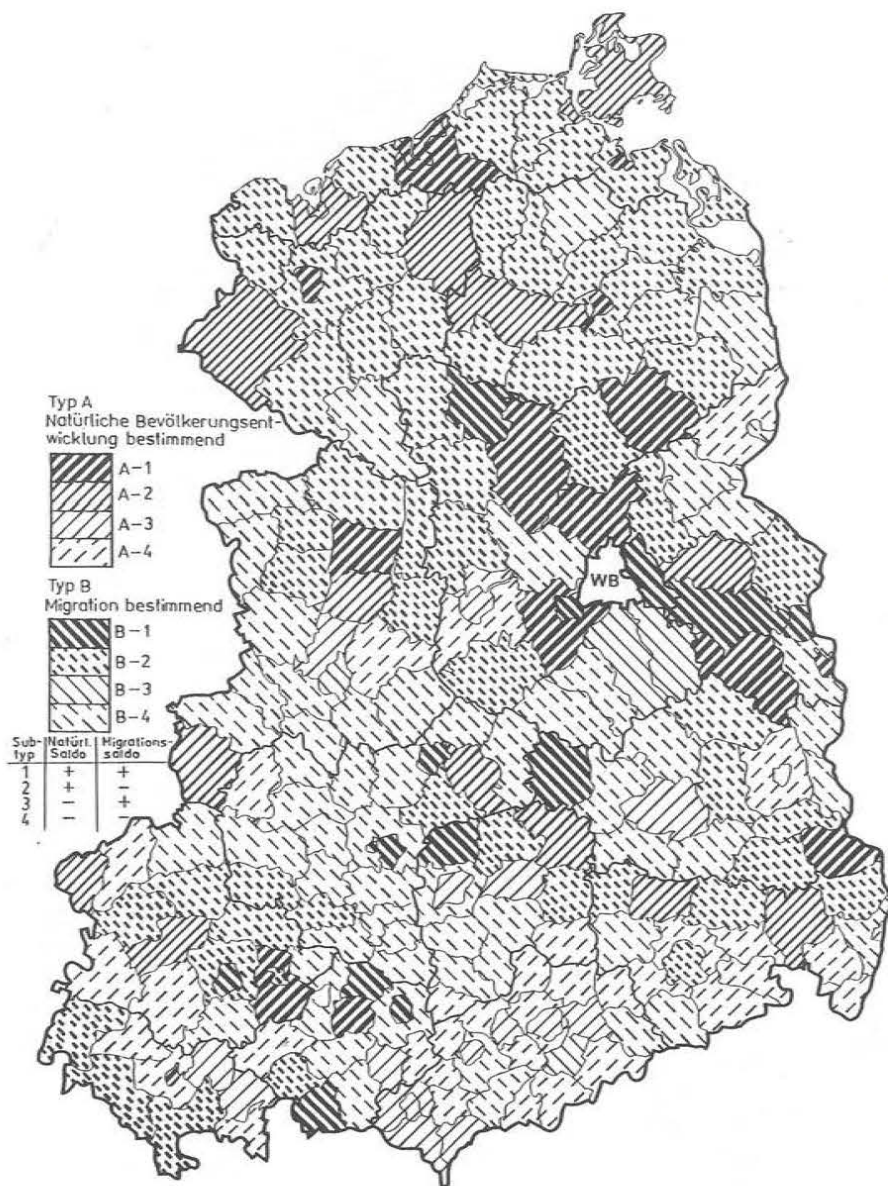 Typ A
Natürliche Bevölkerungsent-
wicklung bestimmend
A-1
A-2
A-3
A-4
Typ B
Migration bestimmend
B-1
B-2
B-3
B-4
Sub-typ | Natürl. Saldo | Migrations-saldo
1 + +
2 + -
3 - +
4 - -
WB